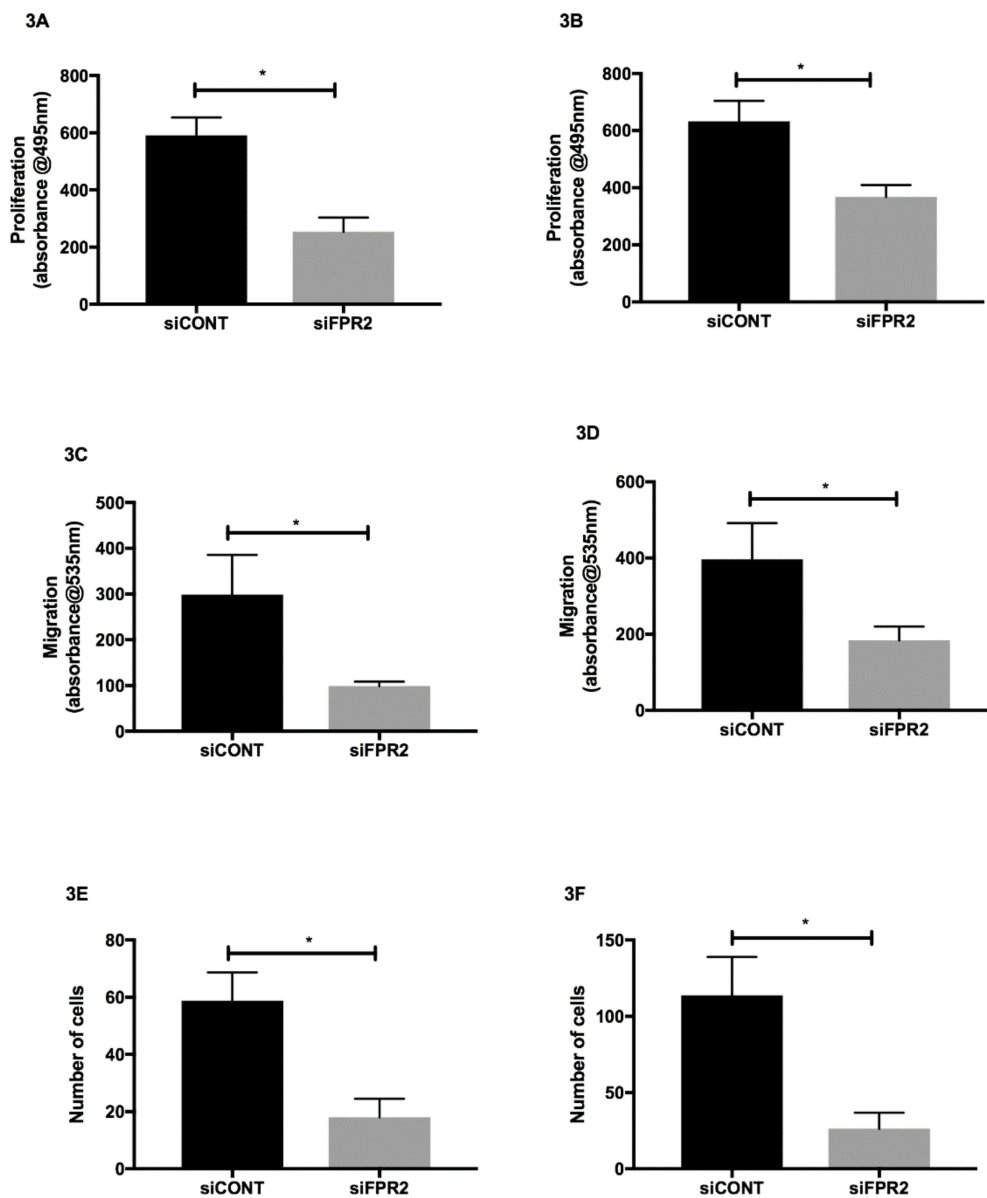 3A
3B
*
*
800
600
400
200
0
Proliferation
(absorbance @495nm)
siCONT
siFPR2
800
600
400
200
0
Proliferation
(absorbance @495nm)
siCONT
siFPR2
3C
3D
*
*
500
400
300
200
100
0
Migration
(absorbance@535nm)
siCONT
siFPR2
600
400
200
0
Migration
(absorbance@535nm)
siCONT
siFPR2
3E
3F
*
*
80
60
40
20
0
Number of cells
siCONT
siFPR2
150
100
50
0
Number of cells
siCONT
siFPR2